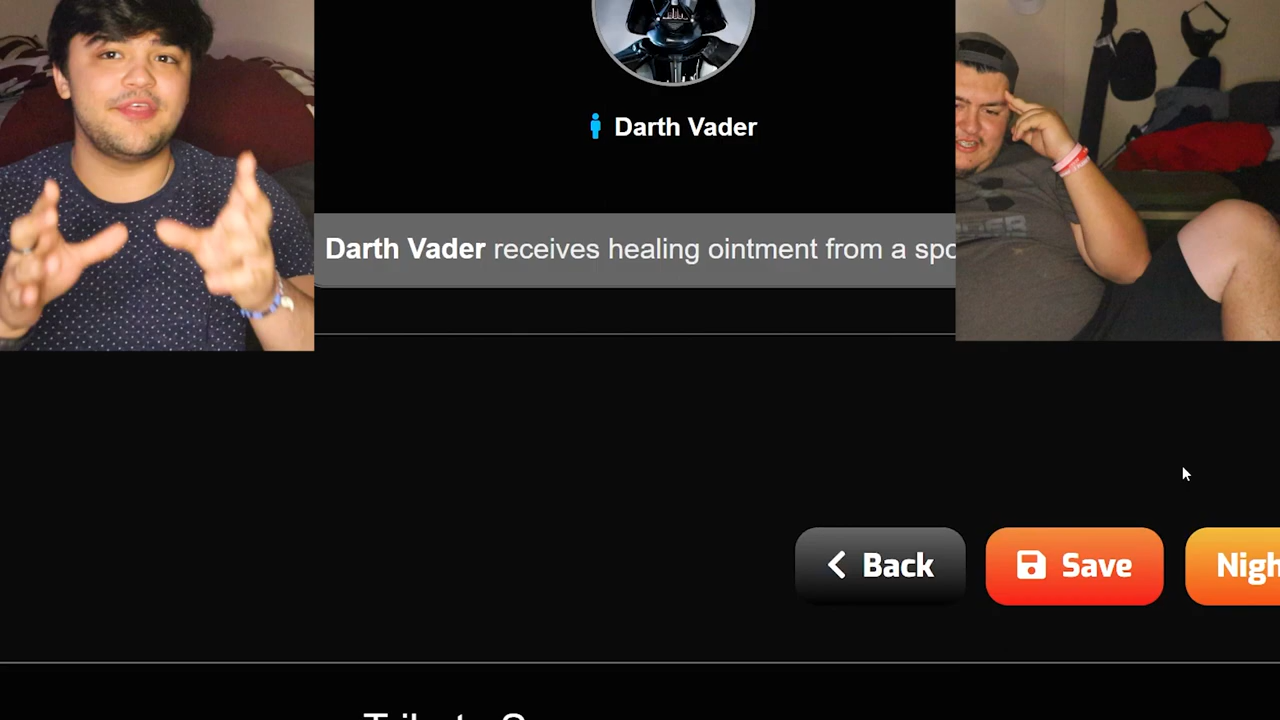 Darth Vader
Darth Vader receives healing ointment from a spo
Back
Save
Nigh